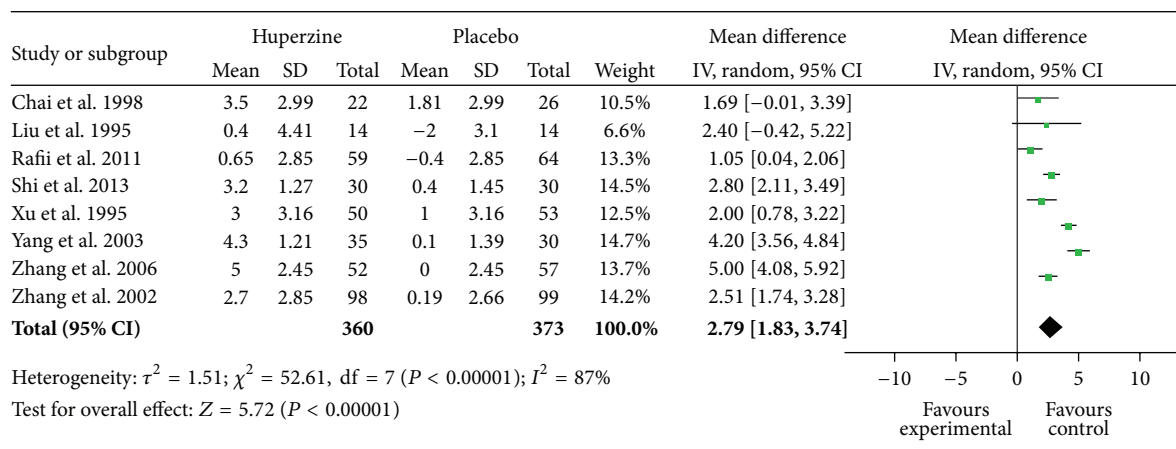 Huperzine Placebo Mean difference Mean difference
Study or subgroup
Mean SD Total Mean SD Total Weight IV, random, 95% CI IV, random, 95% CI
Chai et al. 1998 3.5 2.99 22 1.81 2.99 26 10.5% 1.69 [−0.01, 3.39]
Liu et al. 1995 0.4 4.41 14 −2 3.1 14 6.6% 2.40 [−0.42, 5.22]
Rafii et al. 2011 0.65 2.85 59 −0.4 2.85 64 13.3% 1.05 [0.04, 2.06]
Shi et al. 2013 3.2 1.27 30 0.4 1.45 30 14.5% 2.80 [2.11, 3.49]
Xu et al. 1995 3 3.16 50 1 3.16 53 12.5% 2.00 [0.78, 3.22]
Yang et al. 2003 4.3 1.21 35 0.1 1.39 30 14.7% 4.20 [3.56, 4.84]
Zhang et al. 2006 5 2.45 52 0 2.45 57 13.7% 5.00 [4.08, 5.92]
Zhang et al. 2002 2.7 2.85 98 0.19 2.66 99 14.2% 2.51 [1.74, 3.28]
Total (95% CI) 360 373 100.0% 2.79 [1.83, 3.74]
Heterogeneity: τ² = 1.51; χ² = 52.61, df = 7 (P < 0.00001); I² = 87%
Test for overall effect: Z = 5.72 (P < 0.00001)
−10 −5 0 5 10
Favours Favours
experimental control